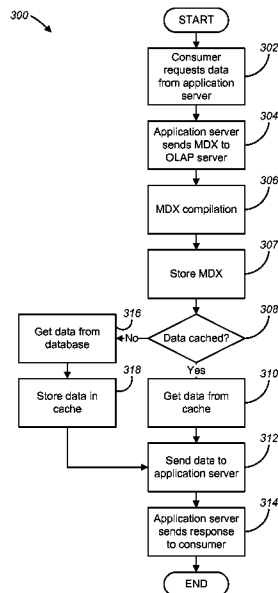 300
START
302
Consumer
requests data
from application
server
304
Application server
sends MDX to
OLAP server
306
MDX compilation
307
Store MDX
308
Data cached?
No
Yes
316
Get data from
database
318
Store data in
cache
310
Get data from
cache
312
Send data to
application server
314
Application server
sends response
to consumer
END